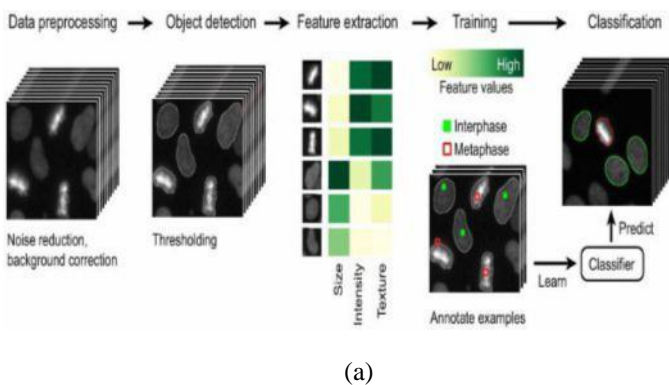 Data preprocessing → Object detection → Feature extraction → Training → Classification
Low High
Feature values
Interphase
Metaphase
Noise reduction,
background correction
Thresholding
Size
Intensity
Texture
Annotate examples
Learn
Classifier
Predict
(a)